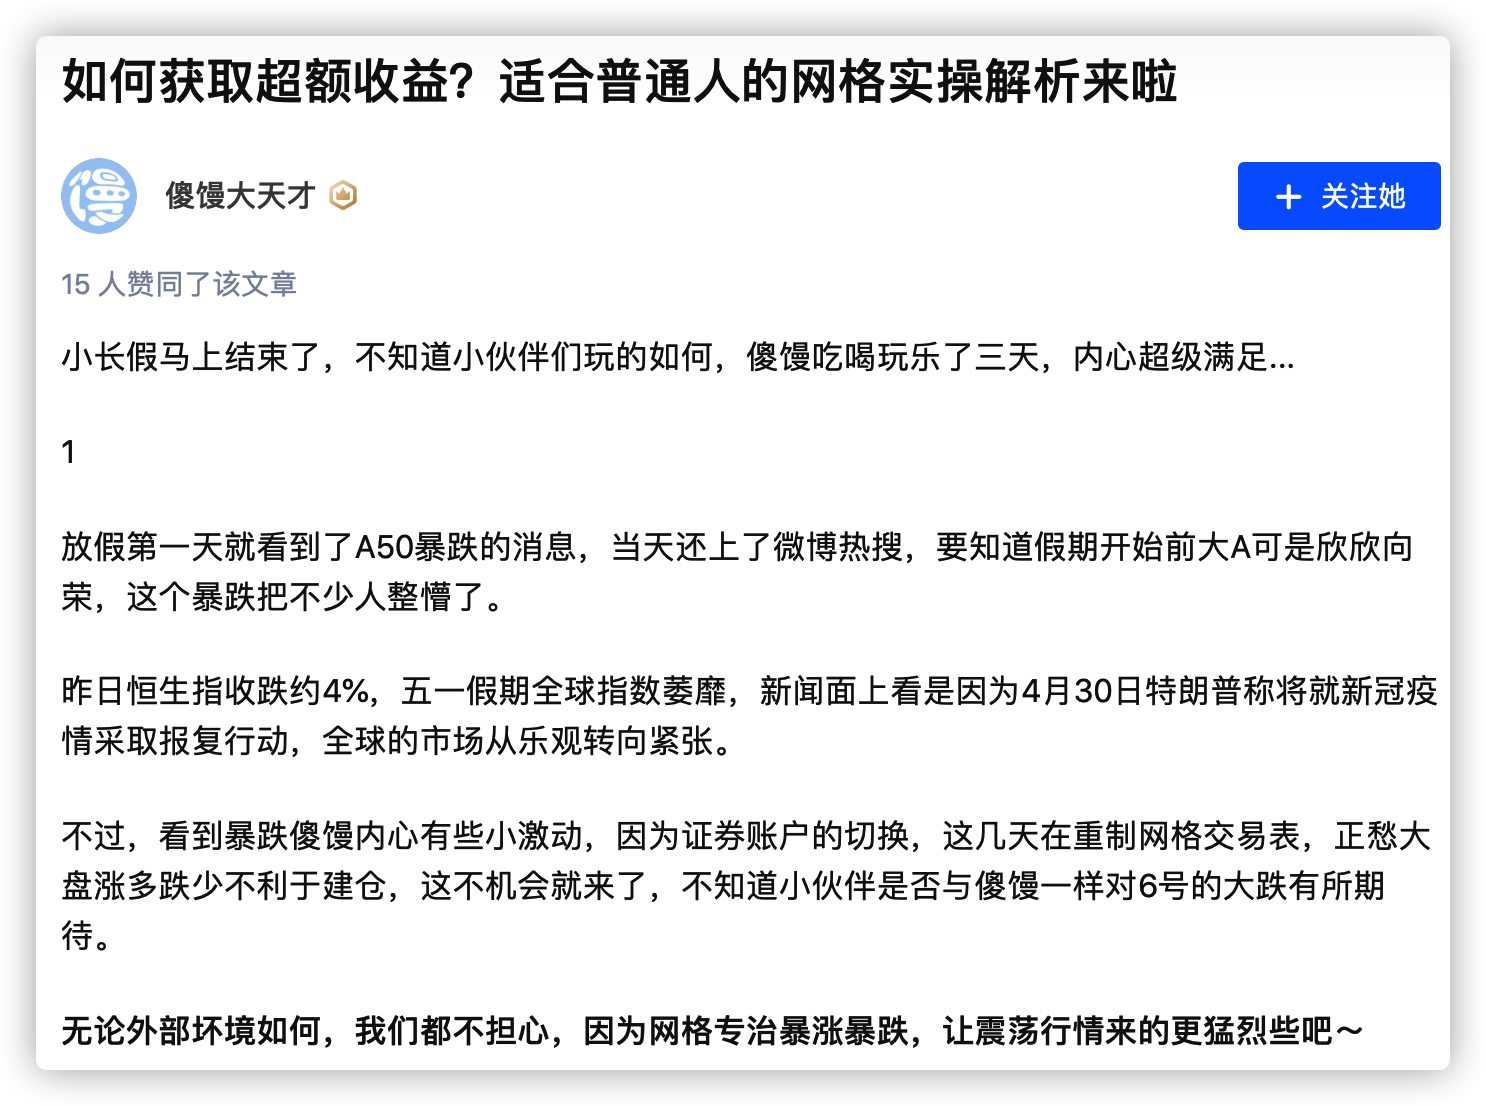 如何获取超额收益？适合普通人的网格实操解析来啦
傻馒大天才
关注她
15 人赞同了该文章
小长假马上结束了，不知道小伙伴们玩的如何，傻馒吃喝玩乐了三天，内心超级满足...
1
放假第一天就看到了A50暴跌的消息，当天还上了微博热搜，要知道假期开始前大A可是欣欣向
荣，这个暴跌把不少人整懵了。
昨日恒生指收跌约4%，五一假期全球指数萎靡，新闻面上看是因为4月30日特朗普称将就新冠疫
情采取报复行动，全球的市场从乐观转向紧张。
不过，看到暴跌傻馒内心有些小激动，因为证券账户的切换，这几天在重制网格交易表，正愁大
盘涨多跌少不利于建仓，这不机会就来了，不知道小伙伴是否与傻馒一样对6号的大跌有所期
待。
无论外部坏境如何，我们都不担心，因为网格专治暴涨暴跌，让震荡行情来的更猛烈些吧～